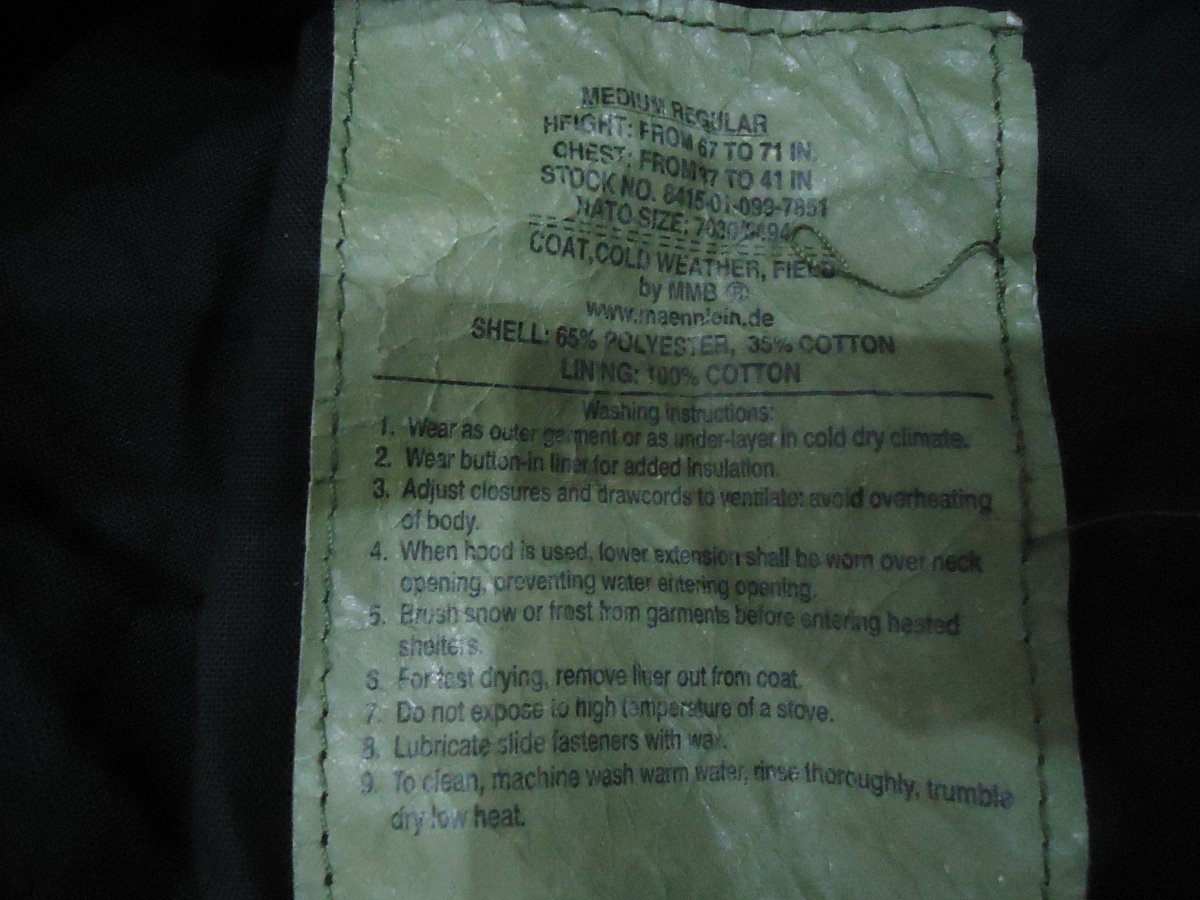 MEDIUM REGULAR
HEIGHT: FROM 67 TO 71 IN.
CHEST: FROM 37 TO 41 IN
STOCK NO. 8415-01-099-7851
NATO SIZE: 7030/9494
COAT,COLD WEATHER, FIELD
by MMB ®
www.maennlein.de
SHELL: 65% POLYESTER, 35% COTTON
LINING: 100% COTTON
Washing instructions:
1. Wear as outer garment or as under-layer in cold dry climate.
2. Wear button-in liner for added insulation.
3. Adjust closures and drawcords to ventilate: avoid overheating
of body.
4. When hood is used, lower extension shall be worn over neck
opening, preventing water entering opening.
5. Brush snow or frost from garments before entering heated
shelters.
6. For fast drying, remove liner out from coat.
7. Do not expose to high temperature of a stove.
8. Lubricate slide fasteners with wax.
9. To clean, machine wash warm water, rinse thoroughly, trumble
dry low heat.